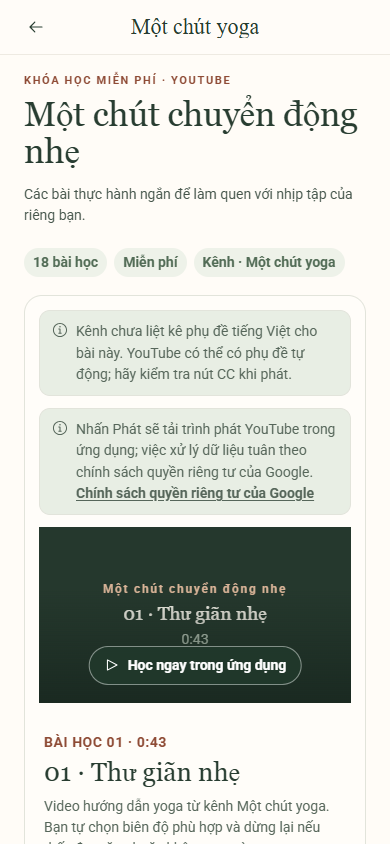 Một chút yoga
KHÓA HỌC MIỄN PHÍ · YOUTUBE
Một chút chuyển động
nhẹ
Các bài thực hành ngắn để làm quen với nhịp tập của
riêng bạn.
18 bài học
Miễn phí
Kênh · Một chút yoga
Kênh chưa liệt kê phụ đề tiếng Việt cho
bài này. YouTube có thể có phụ đề tự
động; hãy kiểm tra nút CC khi phát.
Nhấn Phát sẽ tải trình phát YouTube trong
ứng dụng; việc xử lý dữ liệu tuân theo
chính sách quyền riêng tư của Google.
Chính sách quyền riêng tư của Google
Một chút chuyển động nhẹ
01 · Thư giãn nhẹ
0:43
Học ngay trong ứng dụng
BÀI HỌC 01 · 0:43
01 · Thư giãn nhẹ
Video hướng dẫn yoga từ kênh Một chút yoga.
Bạn tự chọn biên độ phù hợp và dừng lại nếu